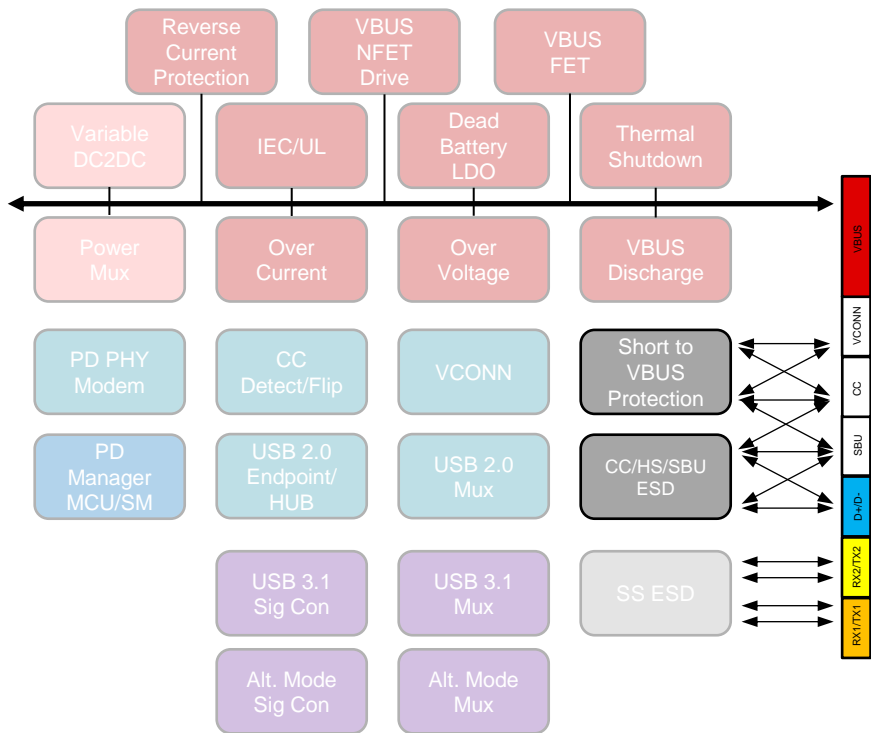 Reverse
Current
Protection
VBUS
NFET
Drive
VBUS
FET
Variable
DC2DC
IEC/UL
Dead
Battery
LDO
Thermal
Shutdown
Power
Mux
Over
Current
Over
Voltage
VBUS
Discharge
PD PHY
Modem
CC
Detect/Flip
VCONN
Short to
VBUS
Protection
PD
Manager
MCU/SM
USB 2.0
Endpoint/
HUB
USB 2.0
Mux
CC/HS/SBU
ESD
USB 3.1
Sig Con
USB 3.1
Mux
SS ESD
Alt. Mode
Sig Con
Alt. Mode
Mux
VBUS
VCONN
CC
SBU
D+/D-
RX2/TX2
RX1/TX1